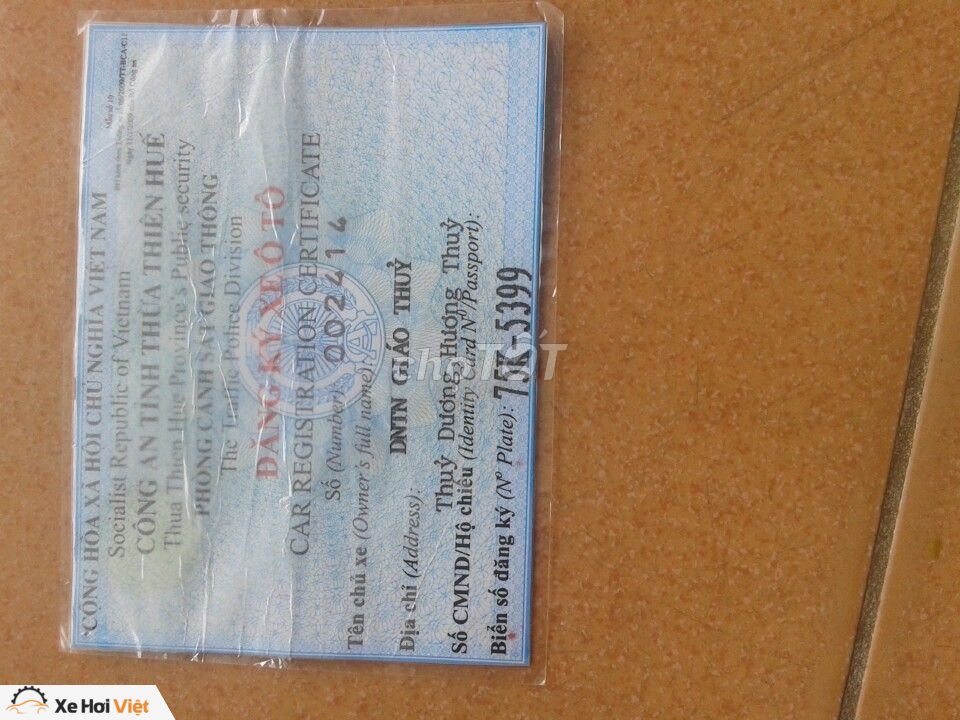 Mẫu số 10
CỘNG HÒA XÃ HỘI CHỦ NGHĨA VIỆT NAM
Socialist Republic of Vietnam
CÔNG AN TỈNH THỪA THIÊN HUẾ
Thua Thien Hue Province's Public security
PHÒNG CẢNH SÁT GIAO THÔNG
The Traffic Police Division
ĐĂNG KÝ XE Ô TÔ
CAR REGISTRATION CERTIFICATE
Số (Number): 002414
Tên chủ xe (Owner's full name):
DNTN GIÁO THUỶ
Địa chỉ (Address):
Thuỷ Dương Hương Thuỷ
Số CMND/Hộ chiếu (Identity Card Nº/Passport):
Biển số đăng ký (Nº Plate): 75K-5399
chợTỐT
Xe Hơi Việt